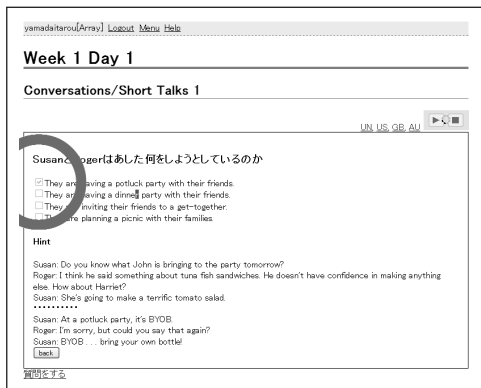 yamadaitarou[Array] Logout Menu Help
Week 1 Day 1
Conversations/Short Talks 1
UN, US, GB, AU
Susanと Rogerはあした何をしようとしているのか
They are having a potluck party with their friends.
They are having a dinner party with their friends.
They are inviting their friends to a get-together.
They are planning a picnic with their families.
Hint
Susan: Do you know what John is bringing to the party tomorrow?
Roger: I think he said something about tuna fish sandwiches. He doesn't have confidence in making anything
else. How about Harriet?
Susan: She's going to make a terrific tomato salad.
••••••••••
Susan: At a potluck party, it's BYOB.
Roger: I'm sorry, but could you say that again?
Susan: BYOB . . . bring your own bottle!
back
質問をする